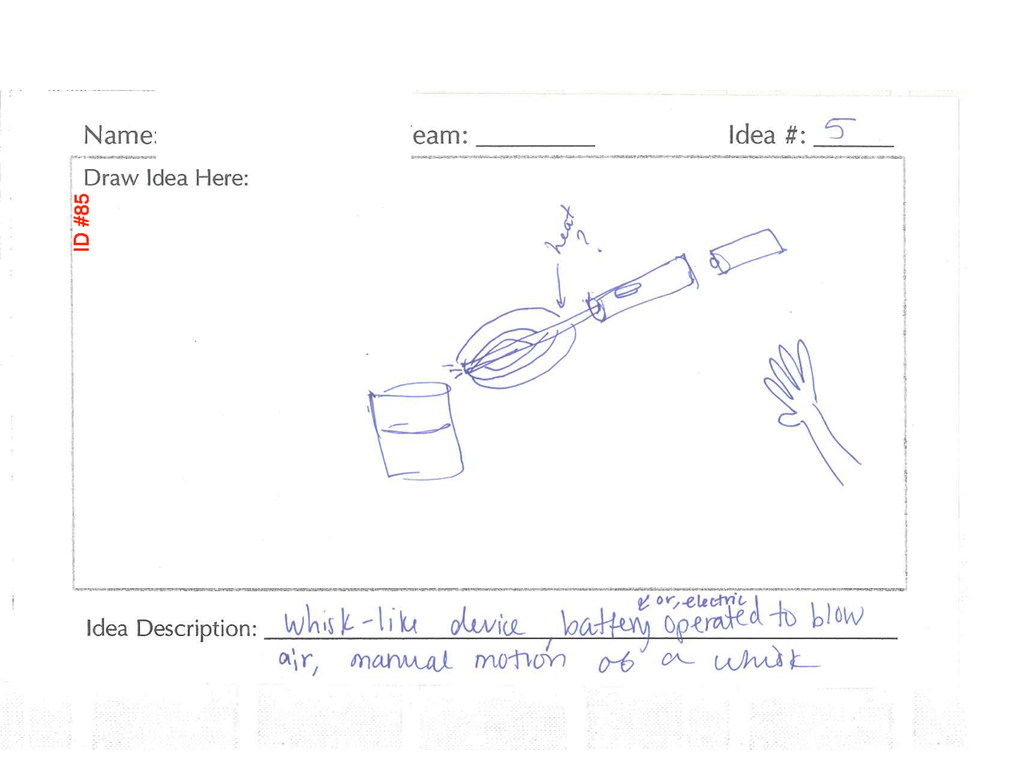 Name: eam: Idea #: 5
Draw Idea Here:
ID #85
heat
?
& or, electric
Idea Description: whisk-like device battery operated to blow
air, manual motion of a whisk